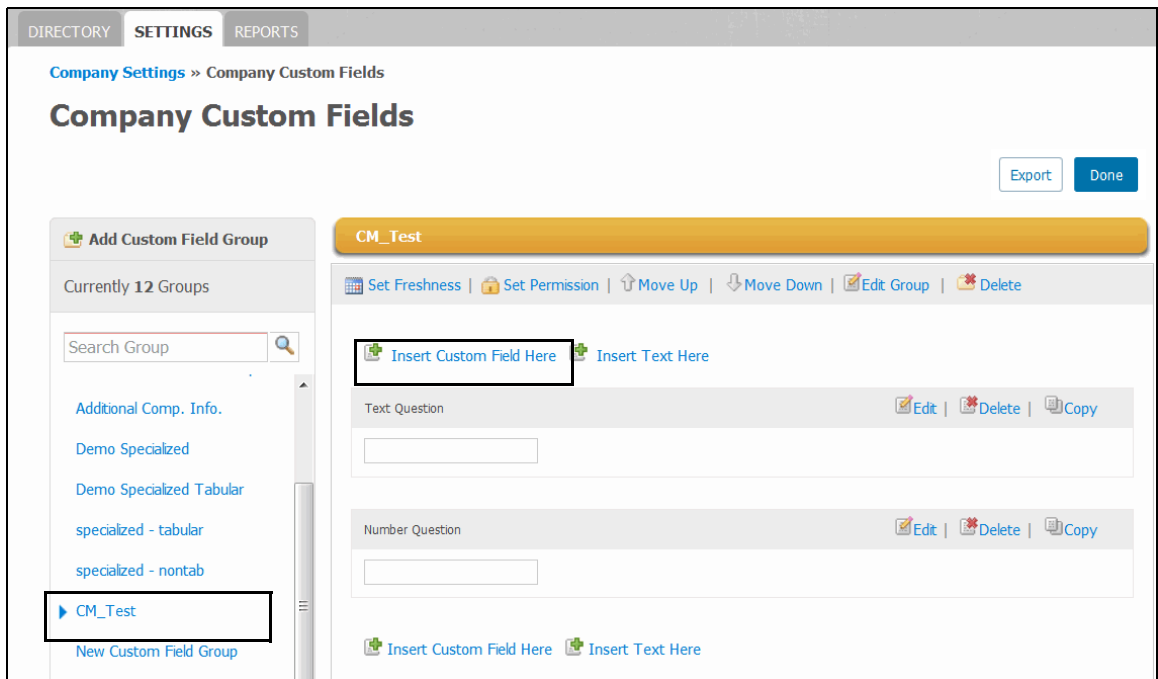 DIRECTORY SETTINGS REPORTS
Company Settings » Company Custom Fields
Company Custom Fields
Export Done
Add Custom Field Group
Currently 12 Groups
Search Group
Additional Comp. Info.
Demo Specialized
Demo Specialized Tabular
specialized - tabular
specialized - nontab
CM_Test
New Custom Field Group
CM_Test
Set Freshness | Set Permission | Move Up | Move Down | Edit Group | Delete
Insert Custom Field Here Insert Text Here
Text Question Edit | Delete | Copy
Number Question Edit | Delete | Copy
Insert Custom Field Here Insert Text Here